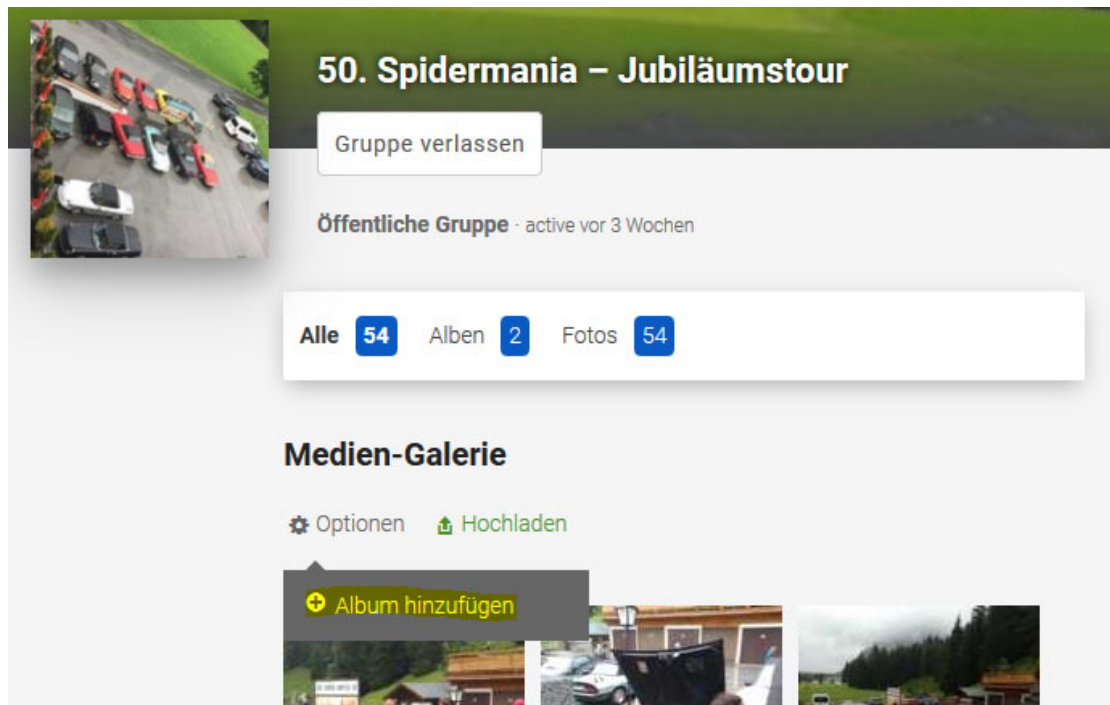 50. Spidermania – Jubiläumstour
Gruppe verlassen
Öffentliche Gruppe · active vor 3 Wochen
Alle 54 Alben 2 Fotos 54
Medien-Galerie
Optionen Hochladen
Album hinzufügen